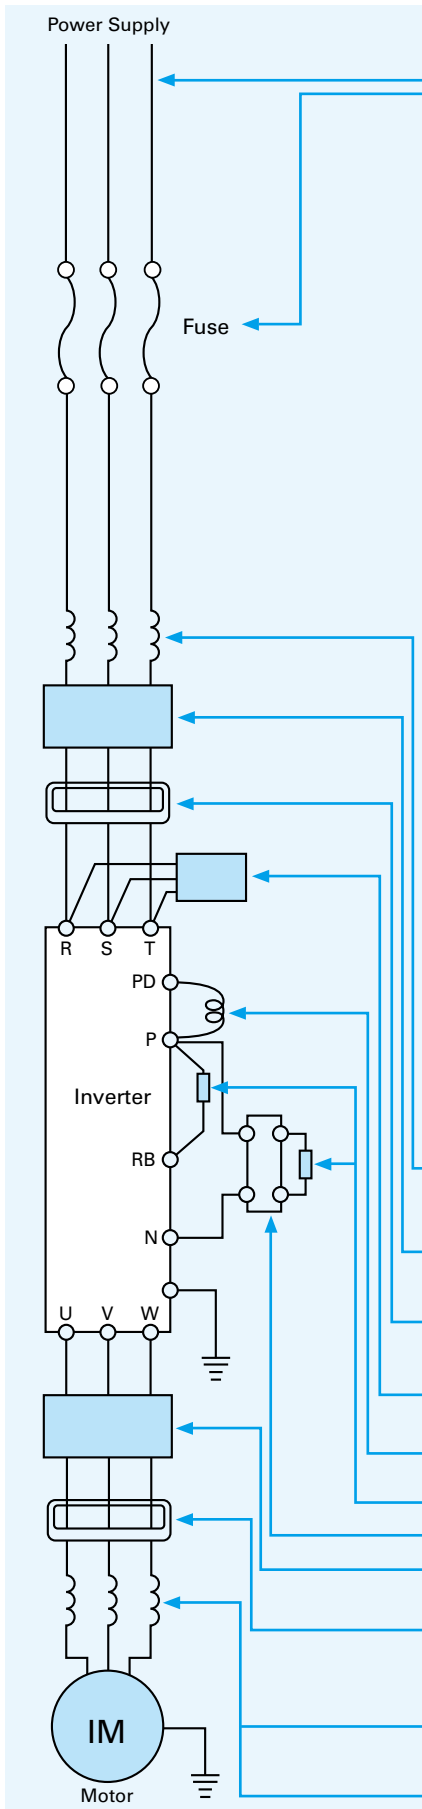 Power Supply
Fuse
R S T
PD
P
Inverter
RB
N
U V W
IM
Motor